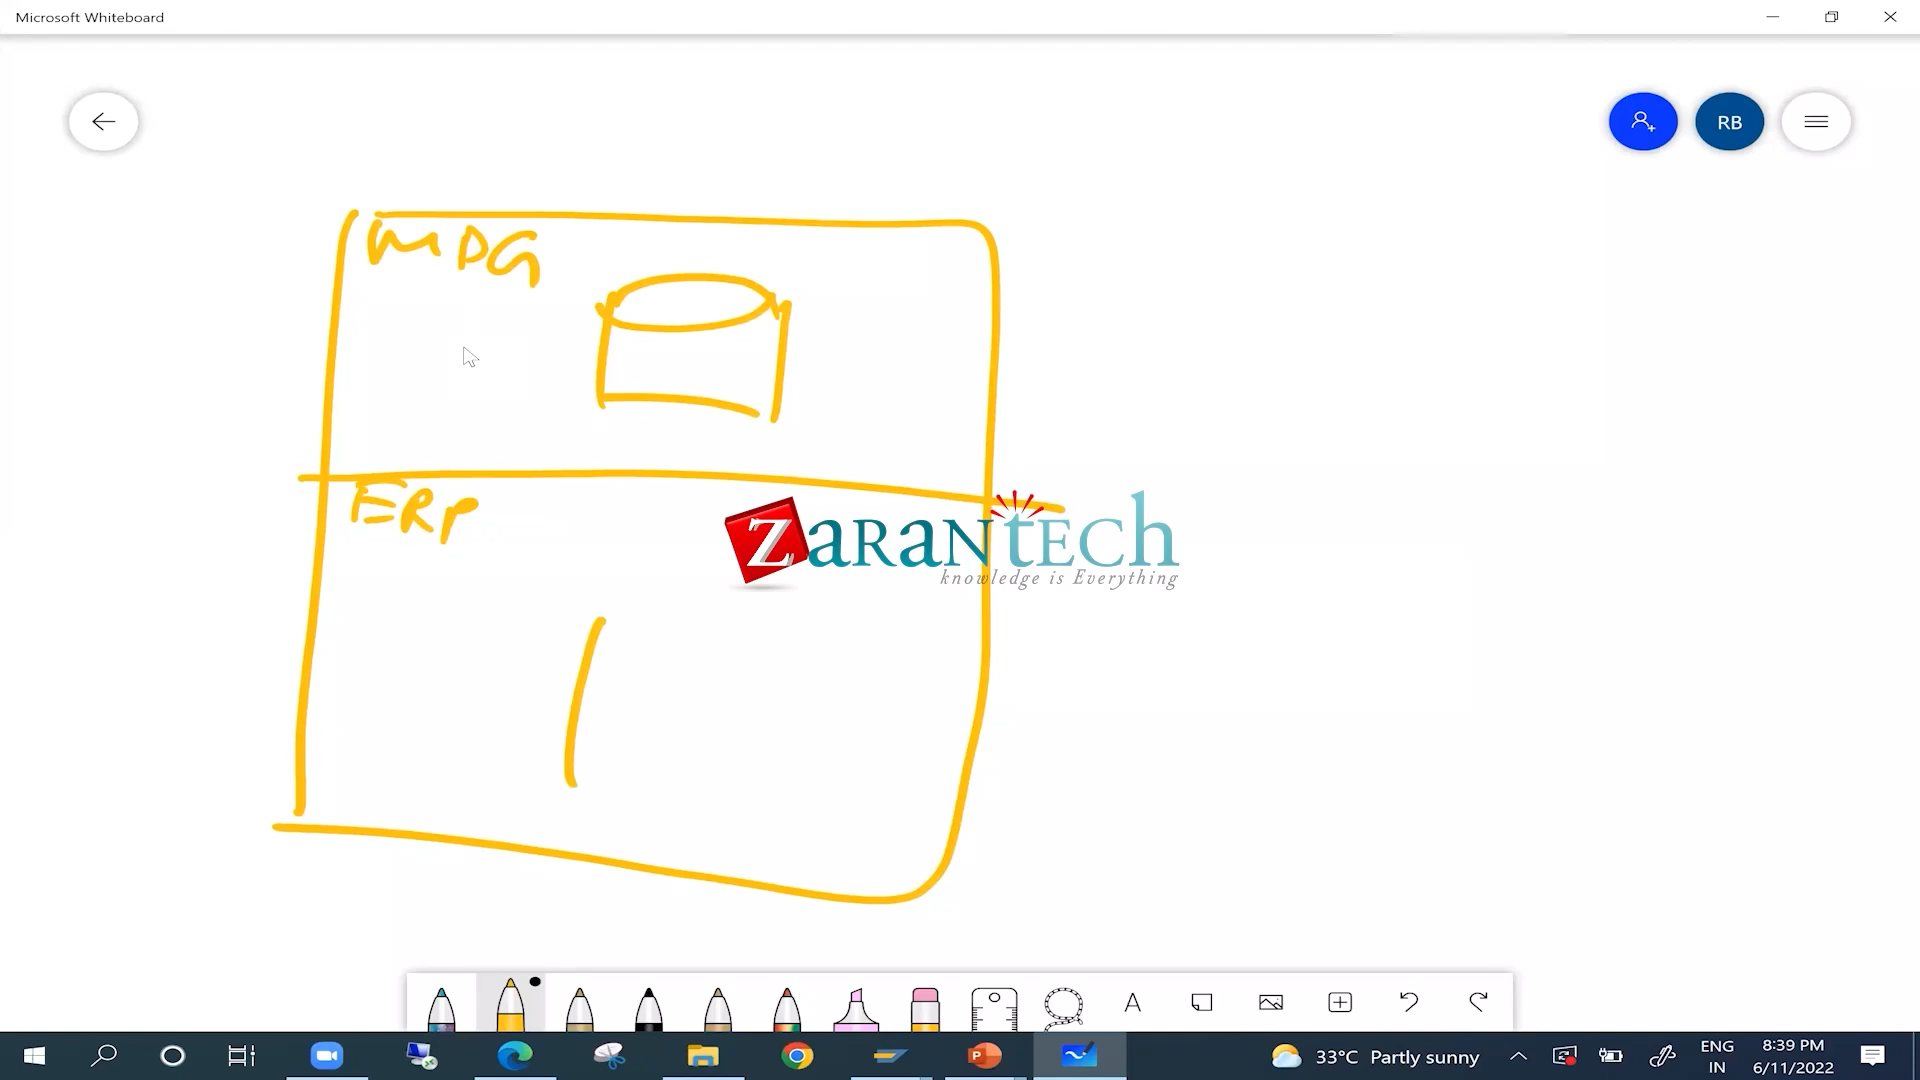 Microsoft Whiteboard
RB
MDG
ERP
ZaranTech
knowledge is Everything
A
33°C Partly sunny
ENG
IN
8:39 PM
6/11/2022